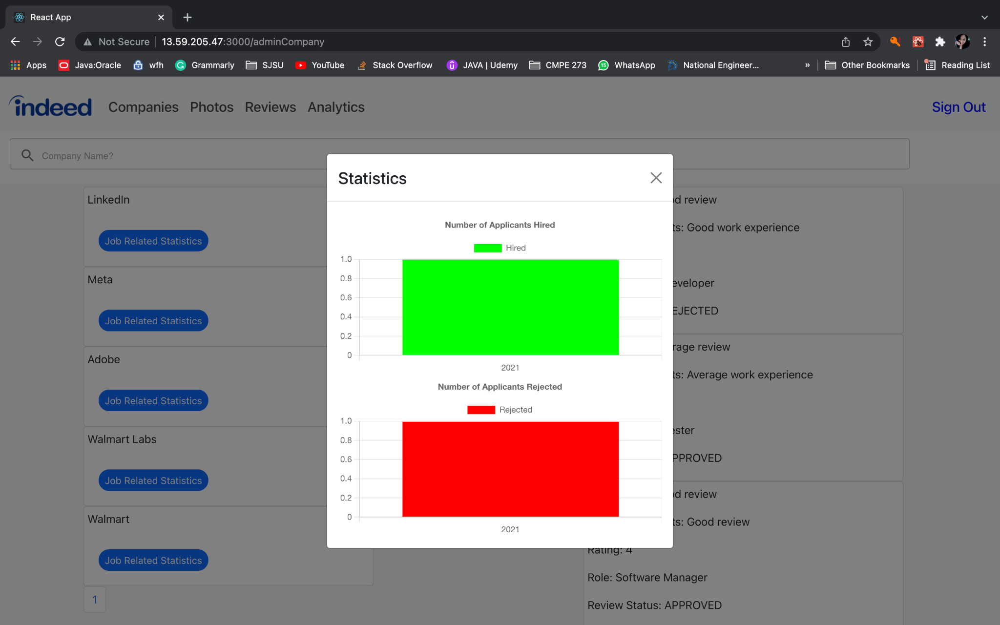 React App
Not Secure
13.59.205.47:3000/adminCompany
Apps
Java:Oracle
wfh
Grammarly
SJSU
YouTube
Stack Overflow
JAVA | Udemy
CMPE 273
15
WhatsApp
National Engineer...
»
Other Bookmarks
Reading List
indeed
Companies
Photos
Reviews
Analytics
Sign Out
Company Name?
LinkedIn
Job Related Statistics
Meta
Job Related Statistics
Adobe
Job Related Statistics
Walmart Labs
Job Related Statistics
Walmart
Job Related Statistics
1
Statistics
Number of Applicants Hired
Hired
1.0
0.8
0.6
0.4
0.2
0
2021
Number of Applicants Rejected
Rejected
1.0
0.8
0.6
0.4
0.2
0
2021
review
ts: Good work experience
eveloper
EJECTED
rage review
ts: Average work experience
ester
PPROVED
review
ts: Good review
Rating: 4
Role: Software Manager
Review Status: APPROVED